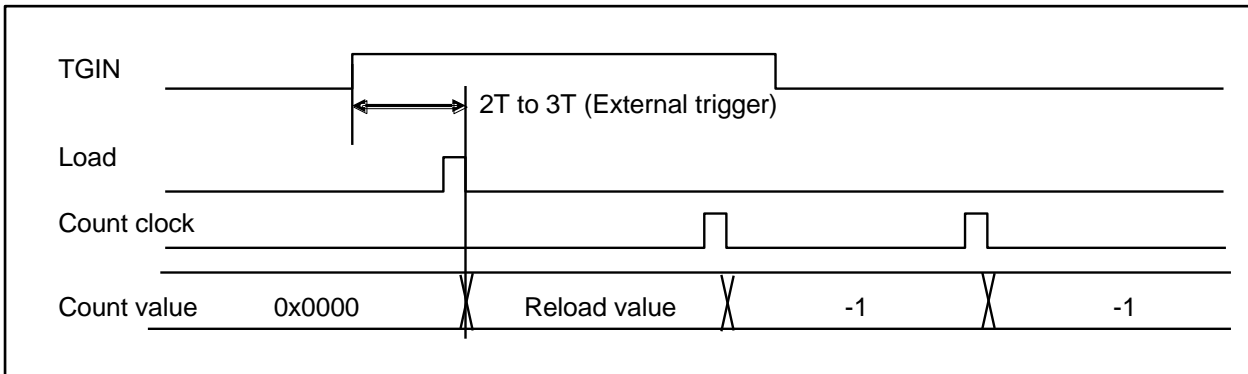 TGIN
2T to 3T (External trigger)
Load
Count clock
Count value 0x0000 Reload value -1 -1